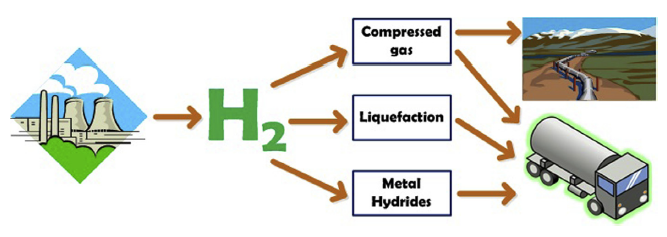 H2
Compressed
gas
Liquefaction
Metal
Hydrides